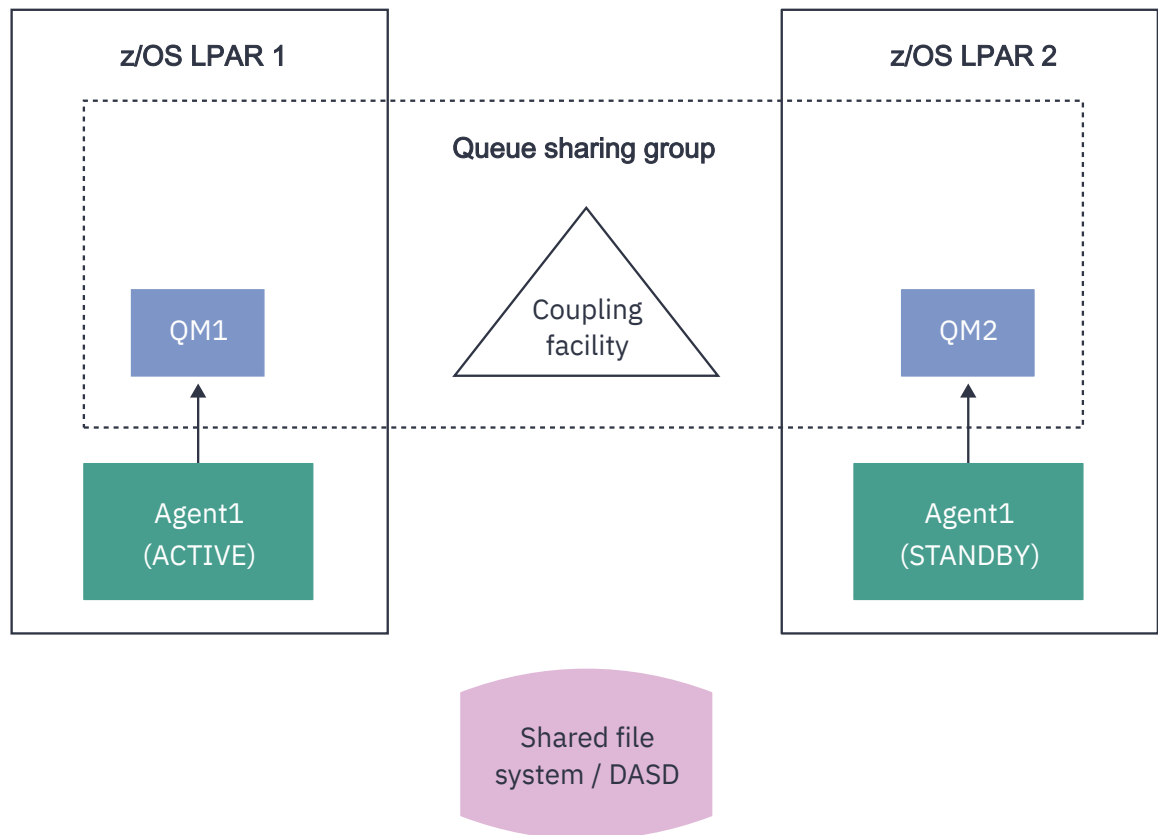 z/OS LPAR 1
z/OS LPAR 2
Queue sharing group
Coupling
facility
QM1
QM2
Agent1
(ACTIVE)
Agent1
(STANDBY)
Shared file
system / DASD